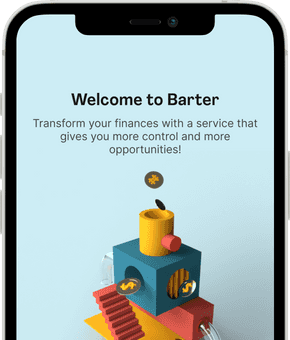 Welcome to Barter
Transform your finances with a service that
gives you more control and more
opportunities!